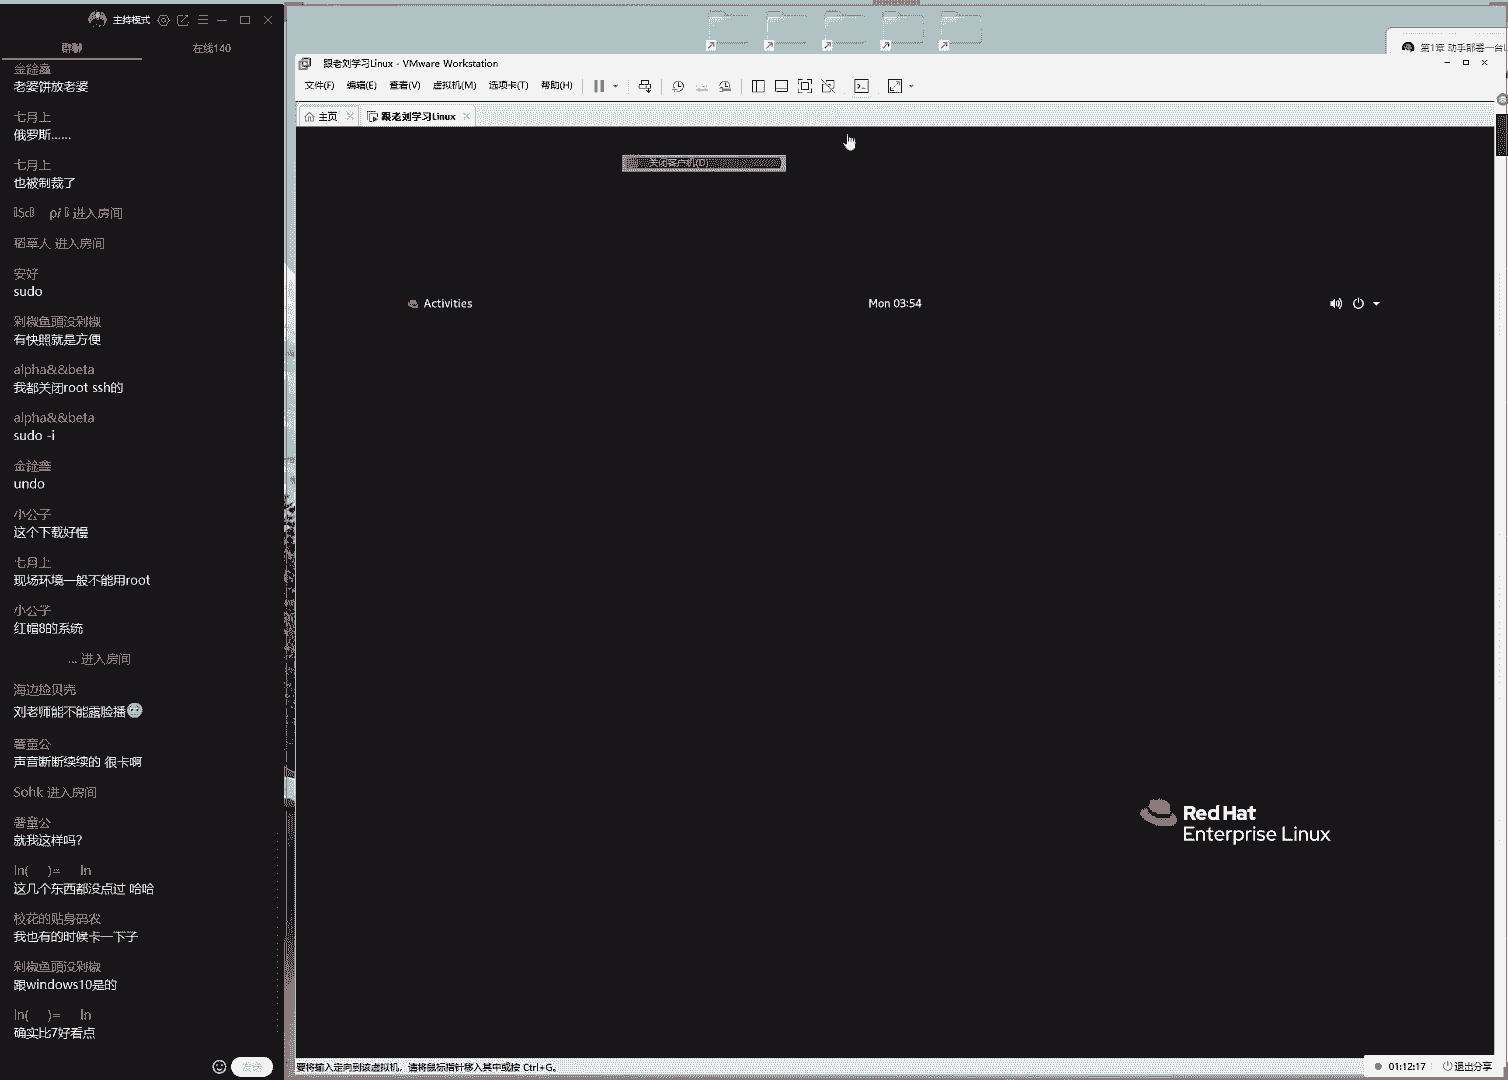 主持模式
群聊
在线140
金鎗鑫
老婆饼放老婆
七月上
俄罗斯......
七月上
也被制裁了
进入房间
稻草人 进入房间
安好
sudo
剁椒鱼頭没剁椒
有快照就是方便
alpha&&beta
我都关闭root ssh的
alpha&&beta
sudo -i
undo
小公子
这个下载好慢
七月上
现场环境一般不能用root
小公子
红帽8的系统
... 进入房间
海边捡贝壳
刘老师能不能露脸播
薯童公
声音断断续续的 很卡啊
Sohk 进入房间
薯童公
就我这样吗?
ln( )= ln
这几个东西都没点过 哈哈
校花的贴身码农
我也有的时候卡一下子
剁椒鱼頭没剁椒
跟windows10是的
ln( )= ln
确实比7好看点
发送
第1章 动手部署一台
跟老刘学习Linux - VMware Workstation
文件(F) 编辑(E) 查看(V) 虚拟机(M) 选项卡(T) 帮助(H)
主页 跟老刘学习Linux
关闭客户机(D)
Activities
Mon 03:54
Red Hat
Enterprise Linux
要将输入定向到该虚拟机，请将鼠标指针移入其中或按 Ctrl+G。
01:12:17 退出分享